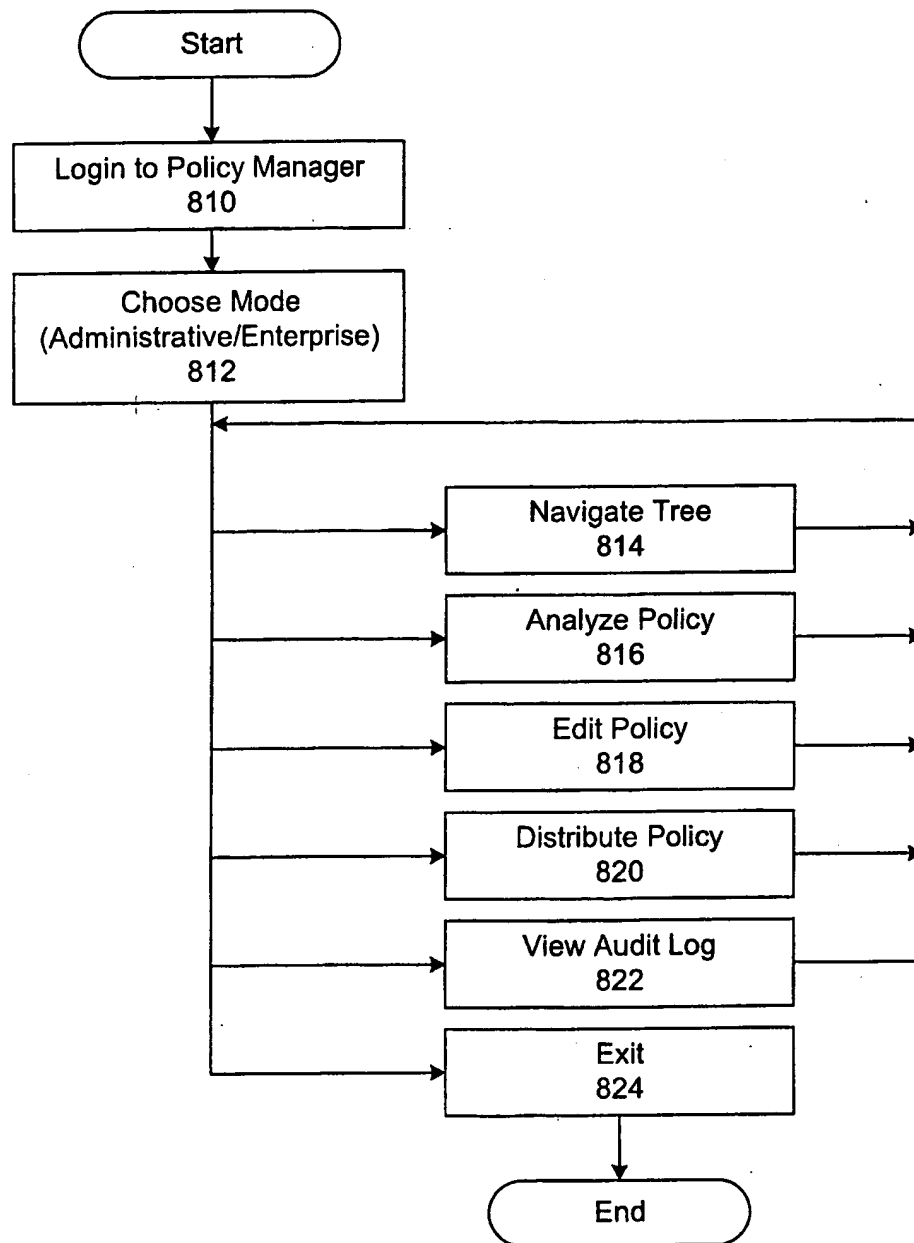 Start
Login to Policy Manager
810
Choose Mode
(Administrative/Enterprise)
812
Navigate Tree
814
Analyze Policy
816
Edit Policy
818
Distribute Policy
820
View Audit Log
822
Exit
824
End